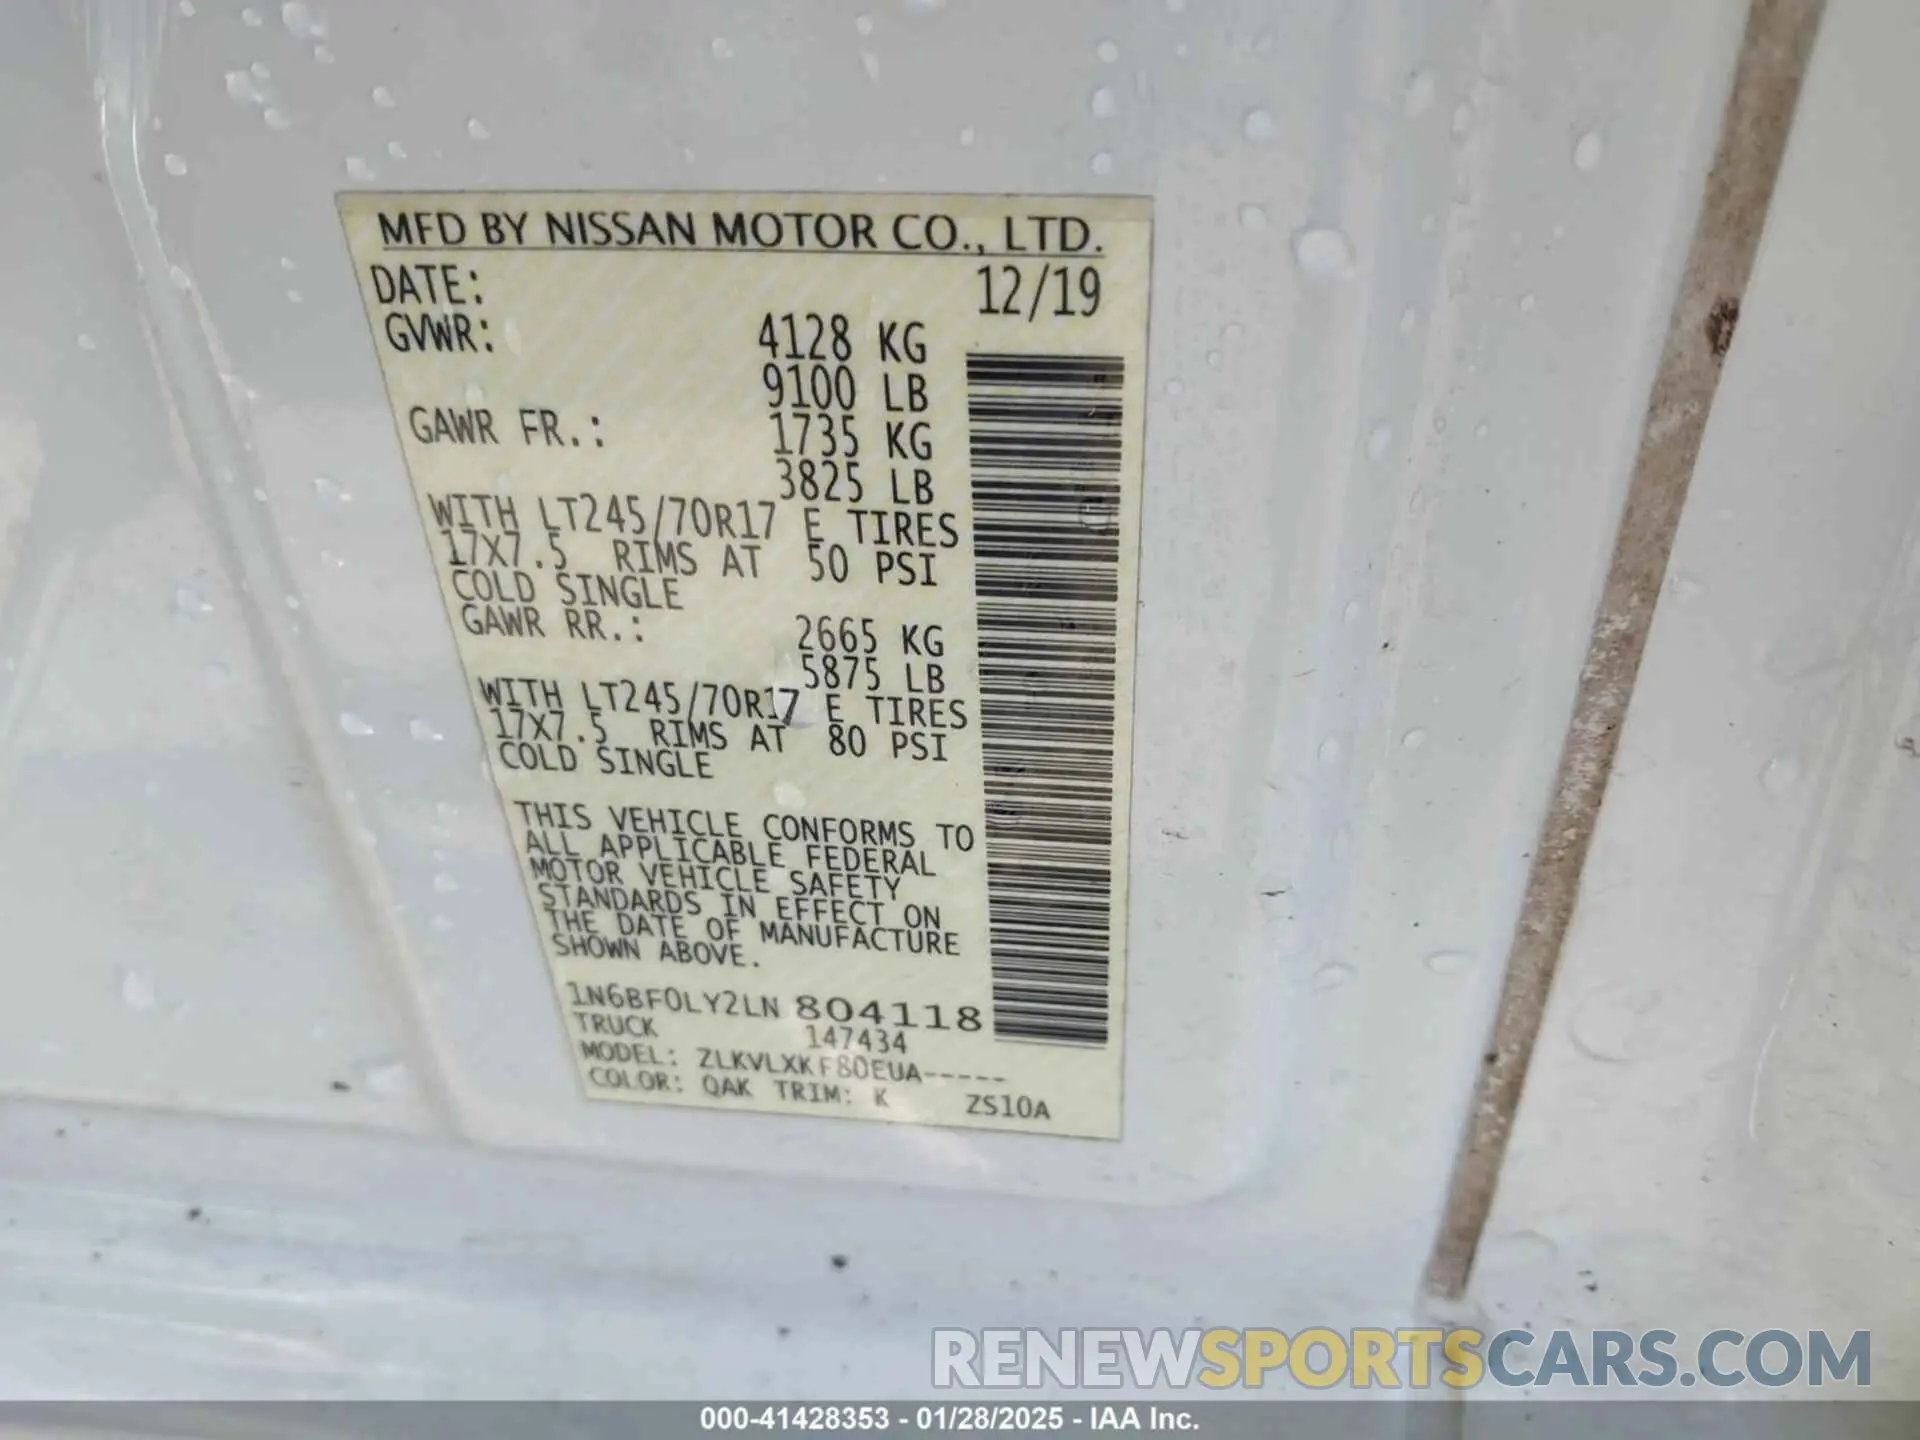 MFD BY NISSAN MOTOR CO., LTD.
DATE: 12/19
GVWR: 4128 KG
9100 LB
GAWR FR.: 1735 KG
3825 LB
WITH LT245/70R17 E TIRES
17X7.5 RIMS AT 50 PSI
COLD SINGLE
GAWR RR.: 2665 KG
5875 LB
WITH LT245/70R17 E TIRES
17X7.5 RIMS AT 80 PSI
COLD SINGLE
THIS VEHICLE CONFORMS TO
ALL APPLICABLE FEDERAL
MOTOR VEHICLE SAFETY
STANDARDS IN EFFECT ON
THE DATE OF MANUFACTURE
SHOWN ABOVE.
1N6BF0LY2LN 804118
TRUCK 147434
MODEL: ZLKVLXKF80EUA-----
COLOR: QAK TRIM: K ZS10A
RENEWSPORTSCARS.COM
000-41428353 - 01/28/2025 - IAA Inc.